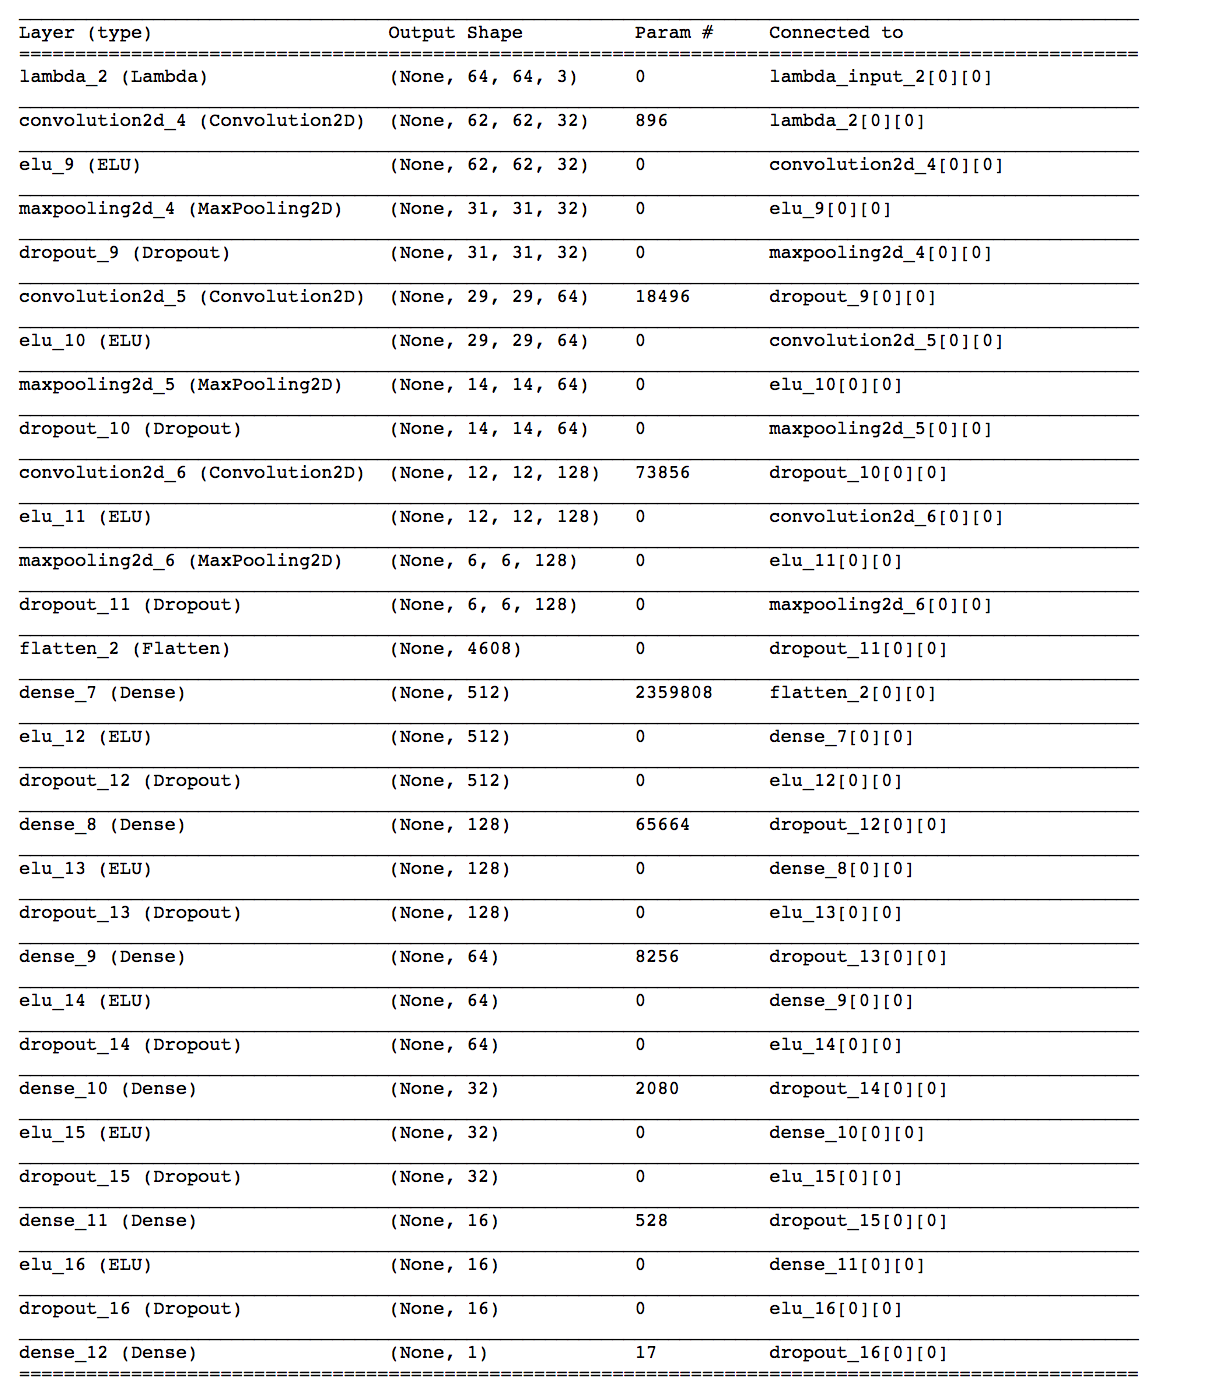 Layer (type) Output Shape Param # Connected to
====================================================================================================
lambda_2 (Lambda) (None, 64, 64, 3) 0 lambda_input_2[0][0]
convolution2d_4 (Convolution2D) (None, 62, 62, 32) 896 lambda_2[0][0]
elu_9 (ELU) (None, 62, 62, 32) 0 convolution2d_4[0][0]
maxpooling2d_4 (MaxPooling2D) (None, 31, 31, 32) 0 elu_9[0][0]
dropout_9 (Dropout) (None, 31, 31, 32) 0 maxpooling2d_4[0][0]
convolution2d_5 (Convolution2D) (None, 29, 29, 64) 18496 dropout_9[0][0]
elu_10 (ELU) (None, 29, 29, 64) 0 convolution2d_5[0][0]
maxpooling2d_5 (MaxPooling2D) (None, 14, 14, 64) 0 elu_10[0][0]
dropout_10 (Dropout) (None, 14, 14, 64) 0 maxpooling2d_5[0][0]
convolution2d_6 (Convolution2D) (None, 12, 12, 128) 73856 dropout_10[0][0]
elu_11 (ELU) (None, 12, 12, 128) 0 convolution2d_6[0][0]
maxpooling2d_6 (MaxPooling2D) (None, 6, 6, 128) 0 elu_11[0][0]
dropout_11 (Dropout) (None, 6, 6, 128) 0 maxpooling2d_6[0][0]
flatten_2 (Flatten) (None, 4608) 0 dropout_11[0][0]
dense_7 (Dense) (None, 512) 2359808 flatten_2[0][0]
elu_12 (ELU) (None, 512) 0 dense_7[0][0]
dropout_12 (Dropout) (None, 512) 0 elu_12[0][0]
dense_8 (Dense) (None, 128) 65664 dropout_12[0][0]
elu_13 (ELU) (None, 128) 0 dense_8[0][0]
dropout_13 (Dropout) (None, 128) 0 elu_13[0][0]
dense_9 (Dense) (None, 64) 8256 dropout_13[0][0]
elu_14 (ELU) (None, 64) 0 dense_9[0][0]
dropout_14 (Dropout) (None, 64) 0 elu_14[0][0]
dense_10 (Dense) (None, 32) 2080 dropout_14[0][0]
elu_15 (ELU) (None, 32) 0 dense_10[0][0]
dropout_15 (Dropout) (None, 32) 0 elu_15[0][0]
dense_11 (Dense) (None, 16) 528 dropout_15[0][0]
elu_16 (ELU) (None, 16) 0 dense_11[0][0]
dropout_16 (Dropout) (None, 16) 0 elu_16[0][0]
dense_12 (Dense) (None, 1) 17 dropout_16[0][0]
====================================================================================================